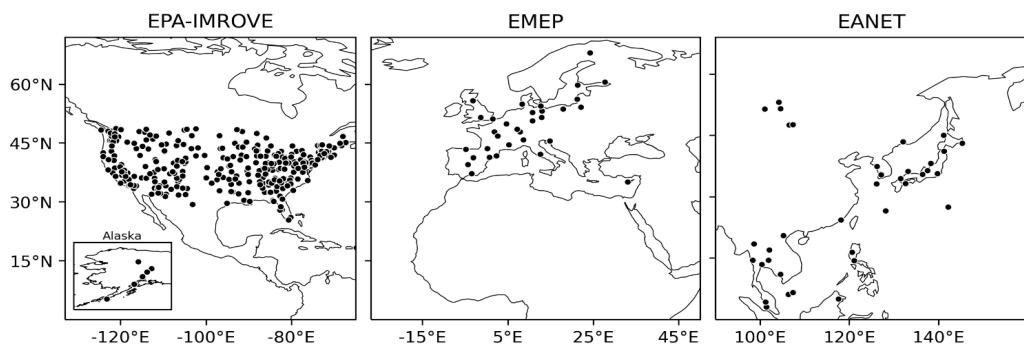 EPA-IMROVE
EMEP
EANET
60°N
45°N
30°N
15°N
Alaska
-120°E -100°E -80°E
-15°E 5°E 25°E 45°E
100°E 120°E 140°E